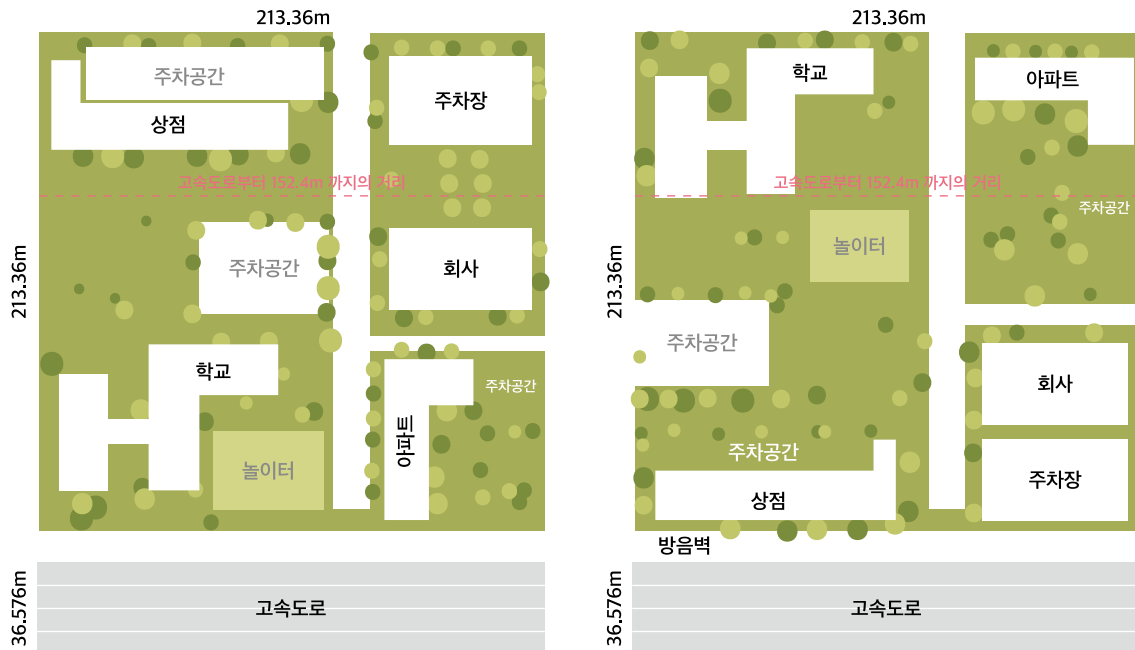 213.36m
주차공간
상점
주차장
고속도로부터 152.4m 까지의 거리
213.36m
주차공간
회사
학교
놀이터
아파트
주차공간
36.576m
고속도로
213.36m
학교
아파트
고속도로부터 152.4m 까지의 거리
주차공간
213.36m
놀이터
주차공간
회사
주차공간
상점
주차장
방음벽
36.576m
고속도로